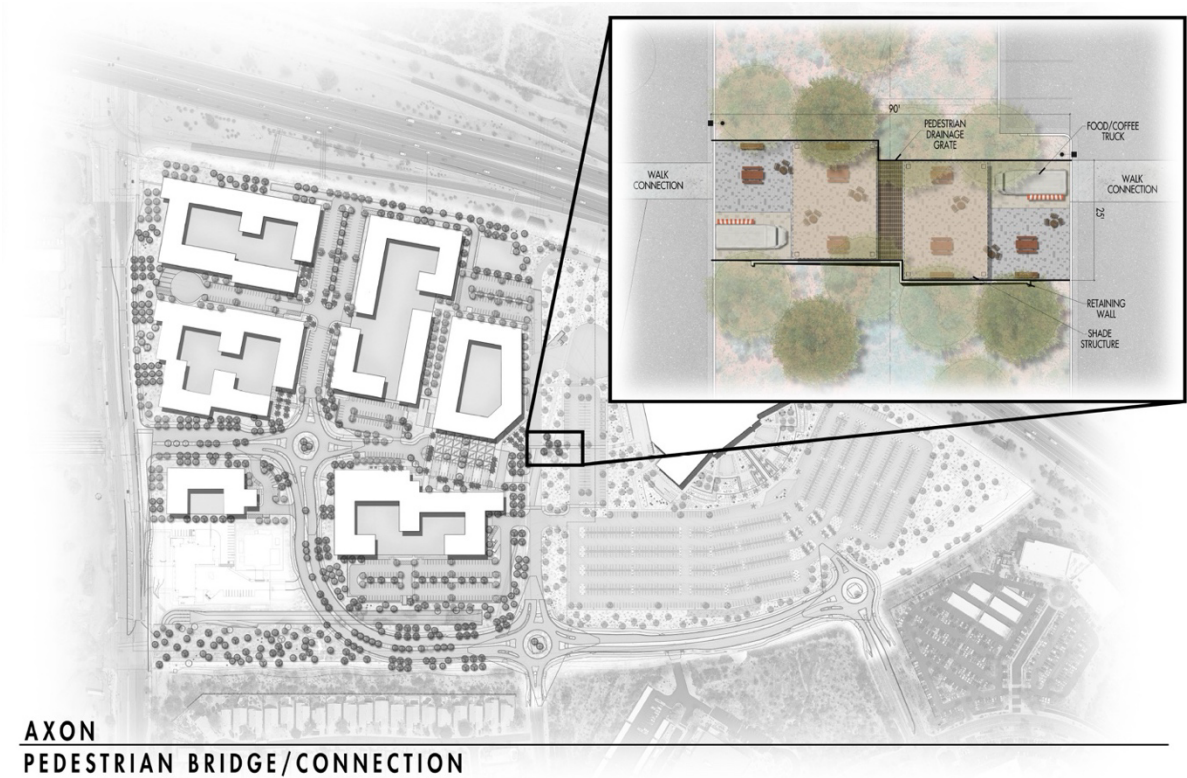 90'
PEDESTRIAN
DRAINAGE
GRATE
FOOD/COFFEE
TRUCK
WALK
CONNECTION
WALK
CONNECTION
25'
RETAINING
WALL
SHADE
STRUCTURE
AXON
PEDESTRIAN BRIDGE/CONNECTION